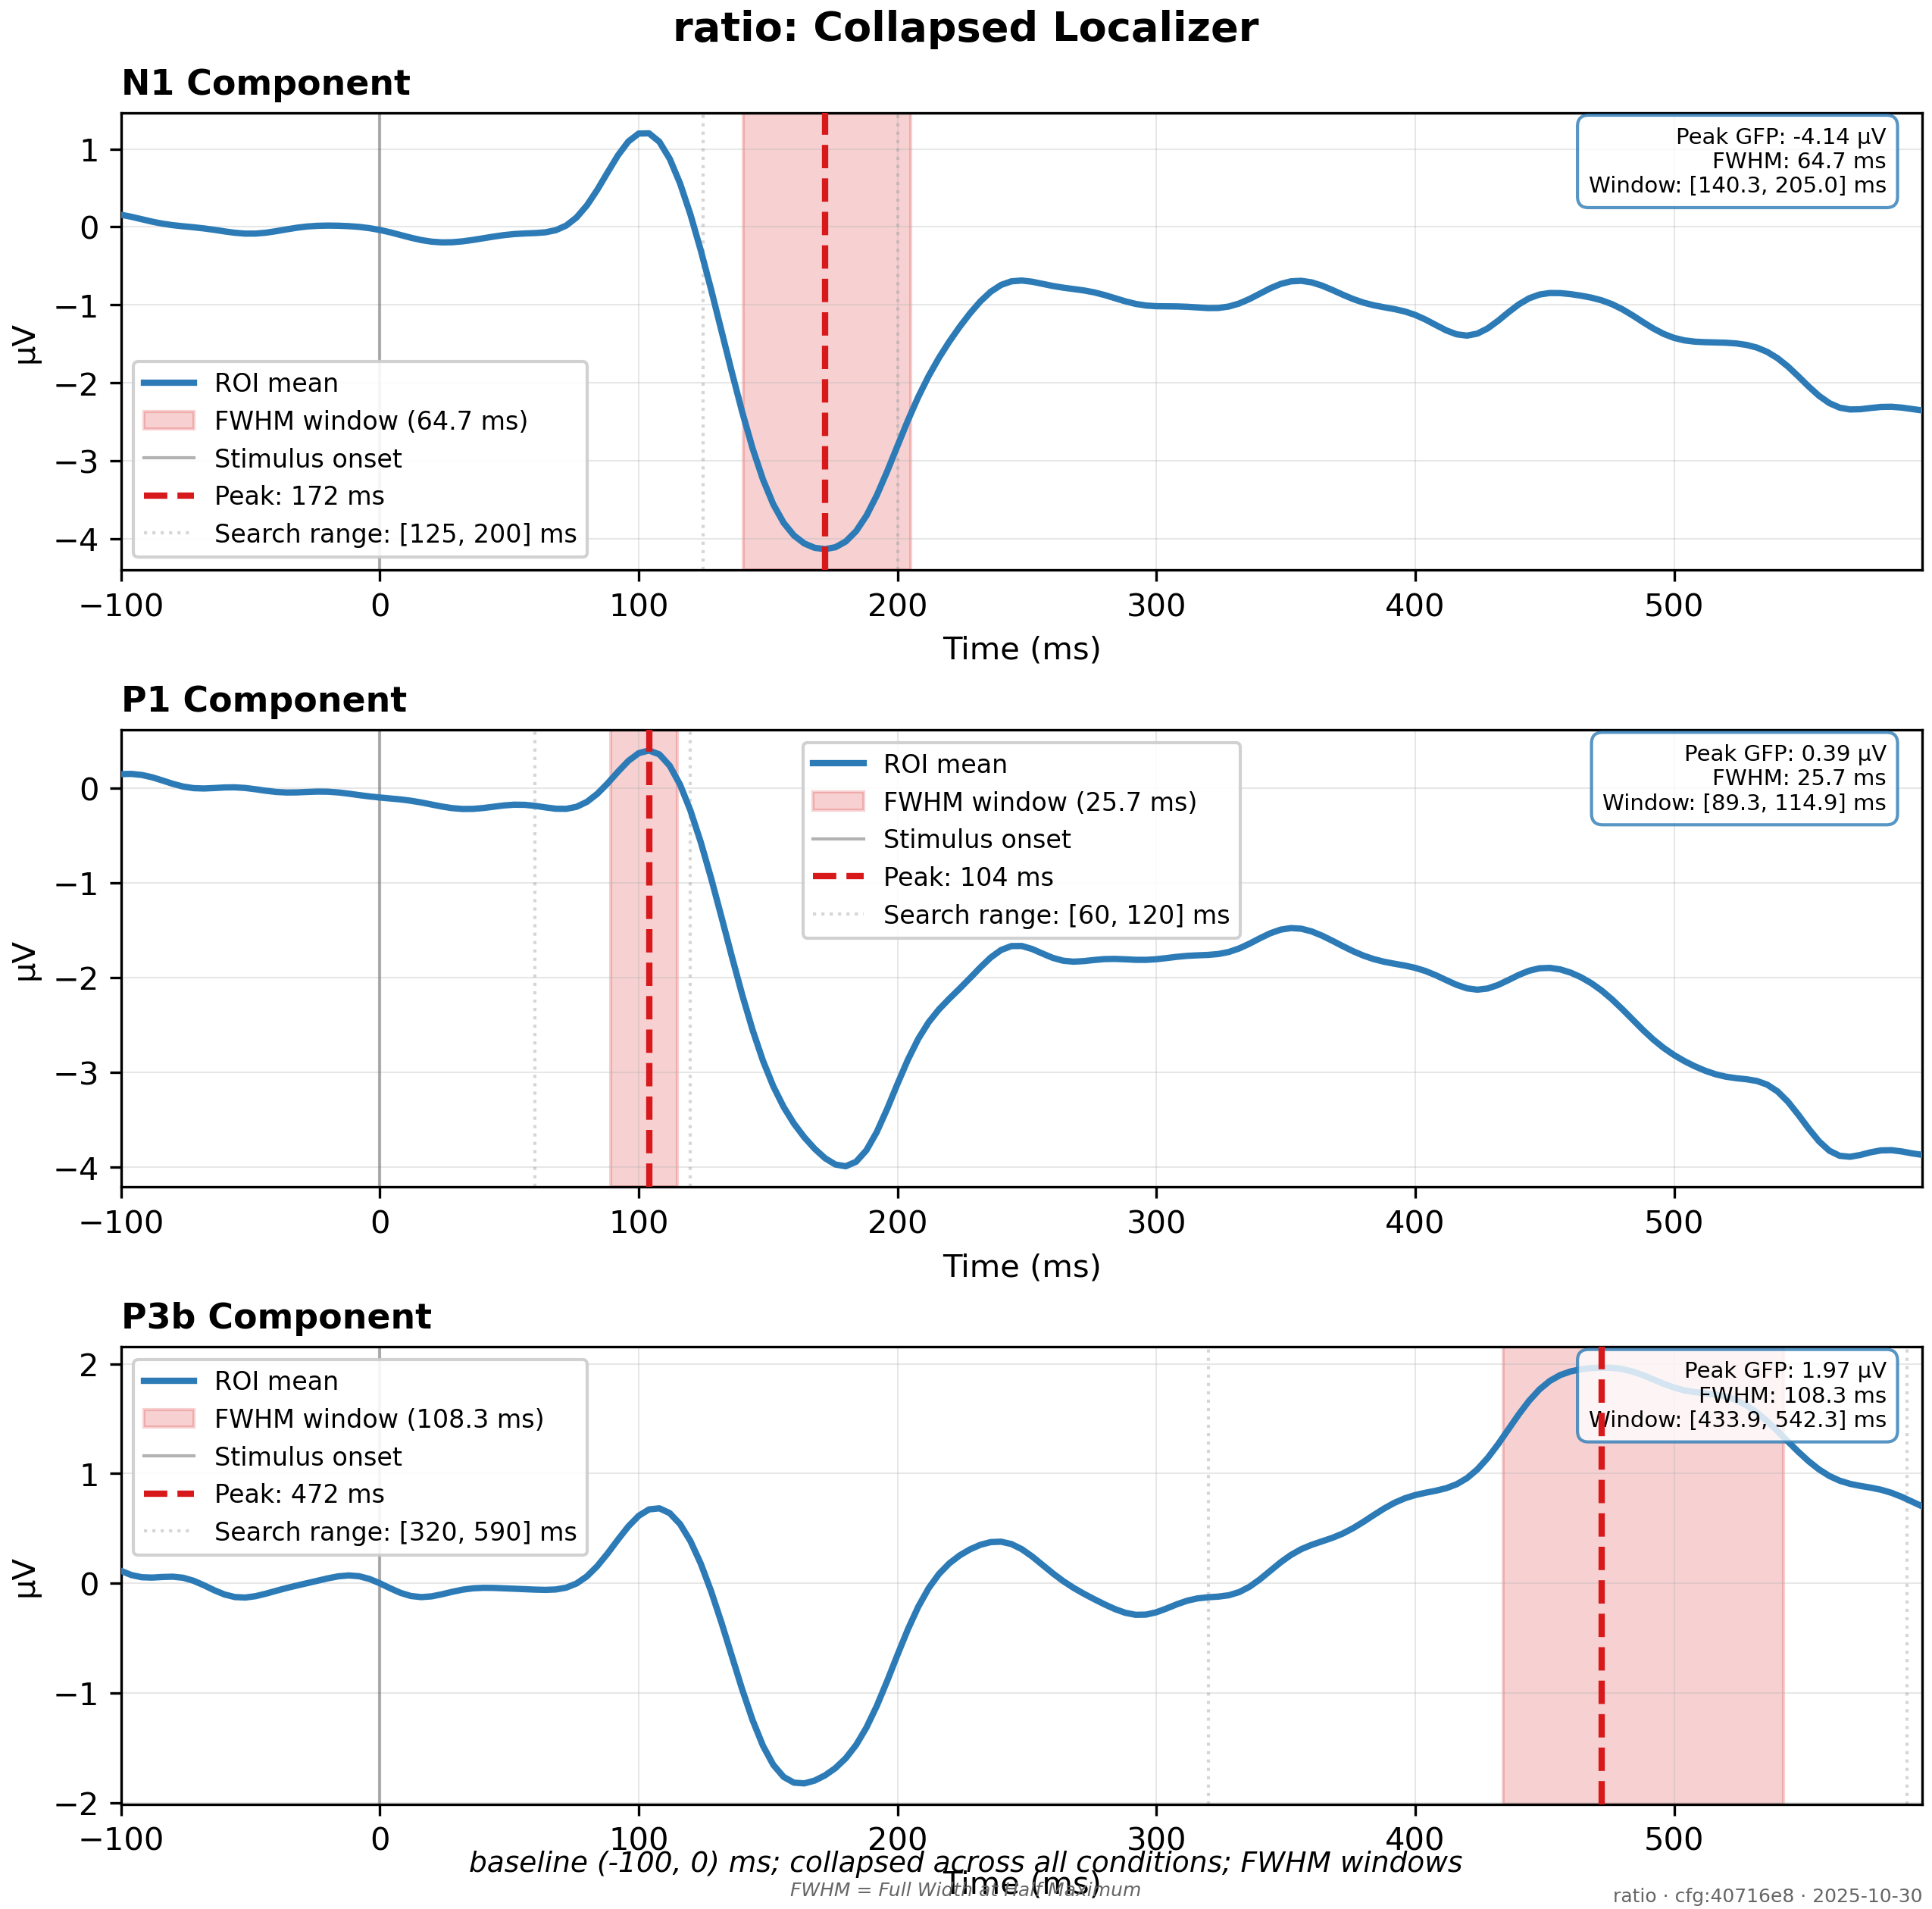 ratio: Collapsed Localizer
N1 Component
Peak GFP: -4.14 µV
FWHM: 64.7 ms
Window: [140.3, 205.0] ms
1
0
−1
−2
−3
−4
µV
ROI mean
FWHM window (64.7 ms)
Stimulus onset
Peak: 172 ms
Search range: [125, 200] ms
−100 0 100 200 300 400 500
Time (ms)
P1 Component
ROI mean
FWHM window (25.7 ms)
Stimulus onset
Peak: 104 ms
Search range: [60, 120] ms
Peak GFP: 0.39 µV
FWHM: 25.7 ms
Window: [89.3, 114.9] ms
0
−1
−2
−3
−4
µV
−100 0 100 200 300 400 500
Time (ms)
P3b Component
ROI mean
FWHM window (108.3 ms)
Stimulus onset
Peak: 472 ms
Search range: [320, 590] ms
Peak GFP: 1.97 µV
FWHM: 108.3 ms
Window: [433.9, 542.3] ms
2
1
0
−1
−2
µV
−100 0 100 200 300 400 500
baseline (-100, 0) ms; collapsed across all conditions; FWHM windows
Time (ms)
FWHM = Full Width at Half Maximum
ratio · cfg:40716e8 · 2025-10-30